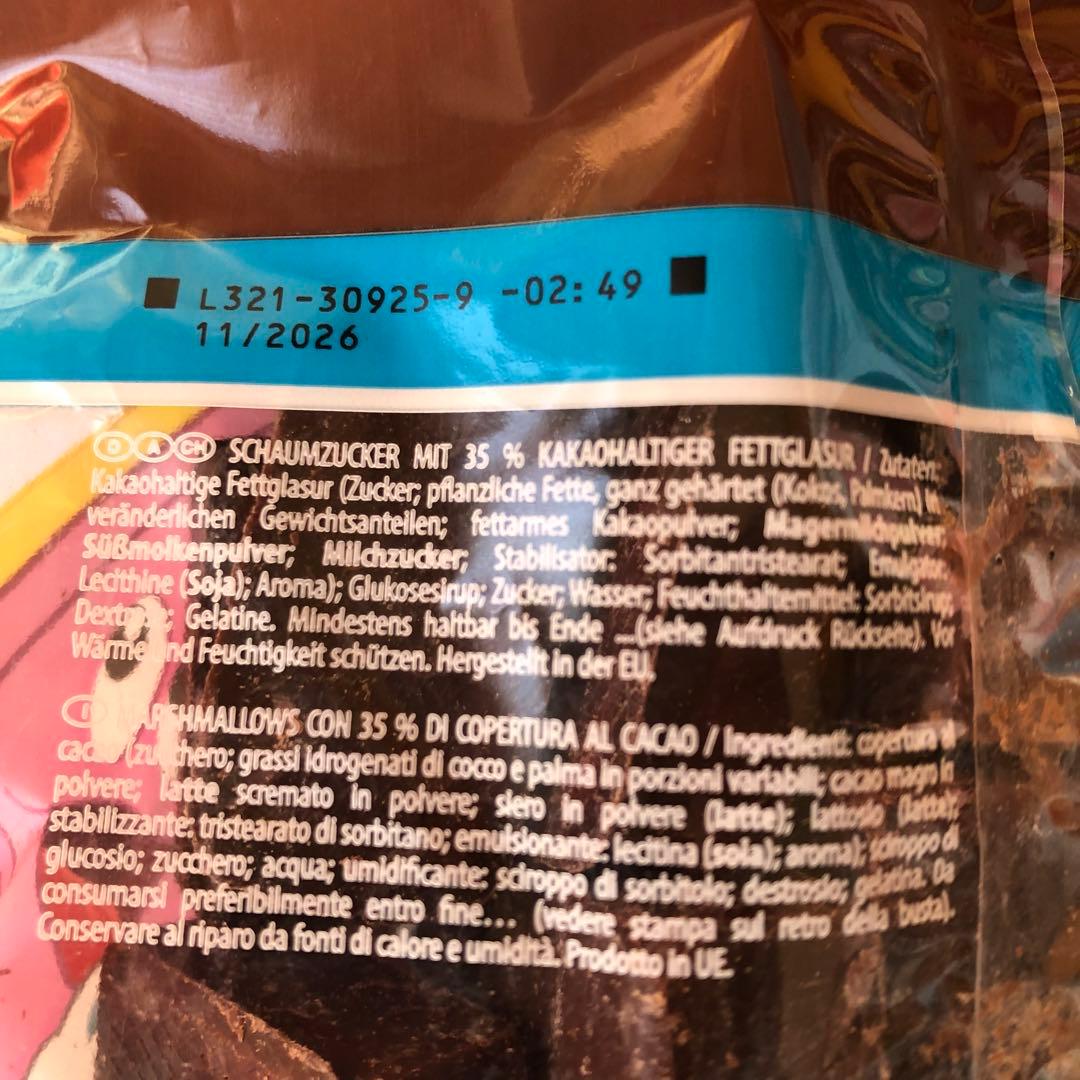 L321-30925-9 -02:49
11/2026
D A CH SCHAUMZUCKER MIT 35 % KAKAOHALTIGER FETTGLASUR / Zutaten:
Kakaohaltige Fettglasur (Zucker; pflanzliche Fette, ganz gehärtet (Kokos, Palmkern) in
veränderlichen Gewichtsanteilen; fettarmes Kakaopulver; Magermilchpulver;
Süßmolkenpulver; Milchzucker; Stabilisator: Sorbitantristearat; Emulgator:
Lecithine (Soja); Aroma); Glukosesirup; Zucker; Wasser; Feuchthaltemittel: Sorbitsirup;
Gelatine. Mindestens haltbar bis Ende ...(siehe Aufdruck Rückseite). Vor
Wärme und Feuchtigkeit schützen. Hergestellt in der EU.
I MARSHMALLOWS CON 35 % DI COPERTURA AL CACAO / Ingredienti: copertura al
cacao (zucchero; grassi idrogenati di cocco e palma in porzioni variabili; cacao magro in
polvere; latte scremato in polvere; siero in polvere (latte); lattosio (latte);
stabilizzante: tristearato di sorbitano; emulsionante: lecitina (soia); aroma); sciroppo di
glucosio; zucchero; acqua; umidificante: sciroppo di sorbitolo; destrosio; gelatina. Da
consumarsi preferibilmente entro fine... (vedere stampa sul retro della busta).
Conservare al riparo da fonti di calore e umidità. Prodotto in UE.